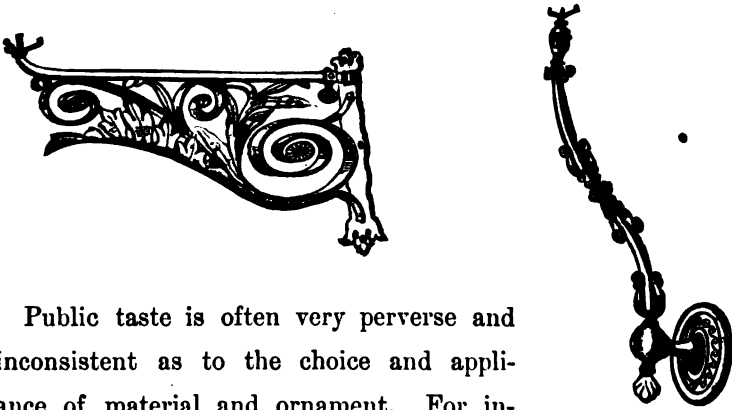 Public taste is often very perverse and
inconsistent as to the choice and appli-
ance of material and ornament. For in-